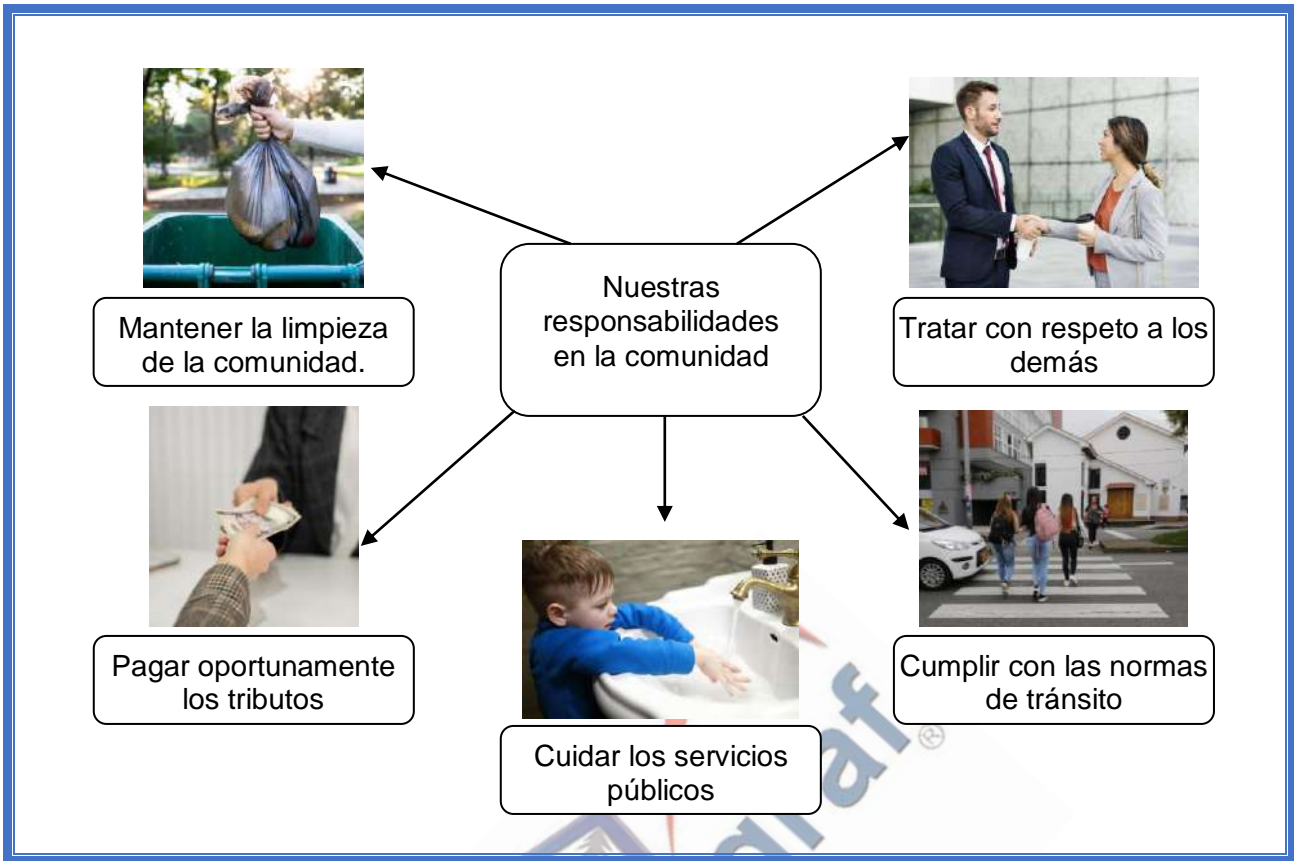 Nuestras
responsabilidades
en la comunidad
Mantener la limpieza
de la comunidad.
Tratar con respeto a los
demás
Pagar oportunamente
los tributos
Cuidar los servicios
públicos
Cumplir con las normas
de tránsito
®